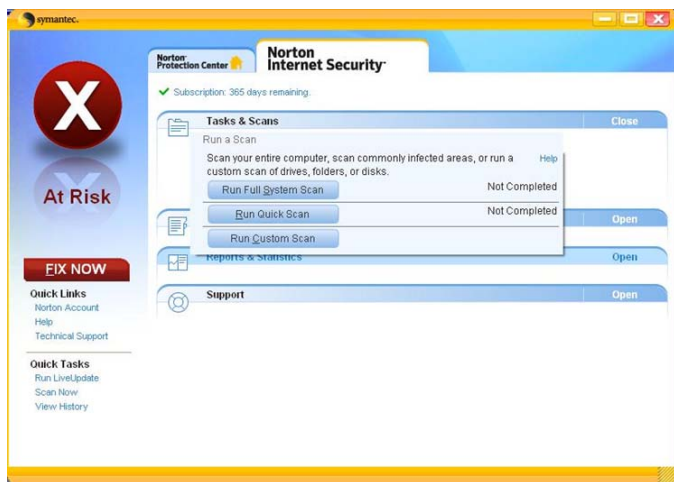 symantec.
Norton
Protection Center
Norton
Internet Security
Subscription: 365 days remaining.
X
At Risk
FIX NOW
Quick Links
Norton Account
Help
Technical Support
Quick Tasks
Run LiveUpdate
Scan Now
View History
Tasks & Scans Close
Run a Scan
Scan your entire computer, scan commonly infected areas, or run a Help
custom scan of drives, folders, or disks.
Run Full System Scan Not Completed
Run Quick Scan Not Completed
Open
Run Custom Scan
Reports & Statistics Open
Support Open